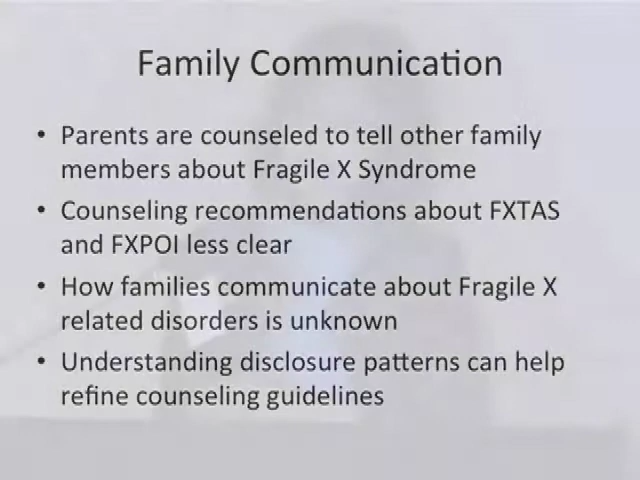 Family Communication
• Parents are counseled to tell other family
members about Fragile X Syndrome
• Counseling recommendations about FXTAS
and FXPOI less clear
• How families communicate about Fragile X
related disorders is unknown
• Understanding disclosure patterns can help
refine counseling guidelines